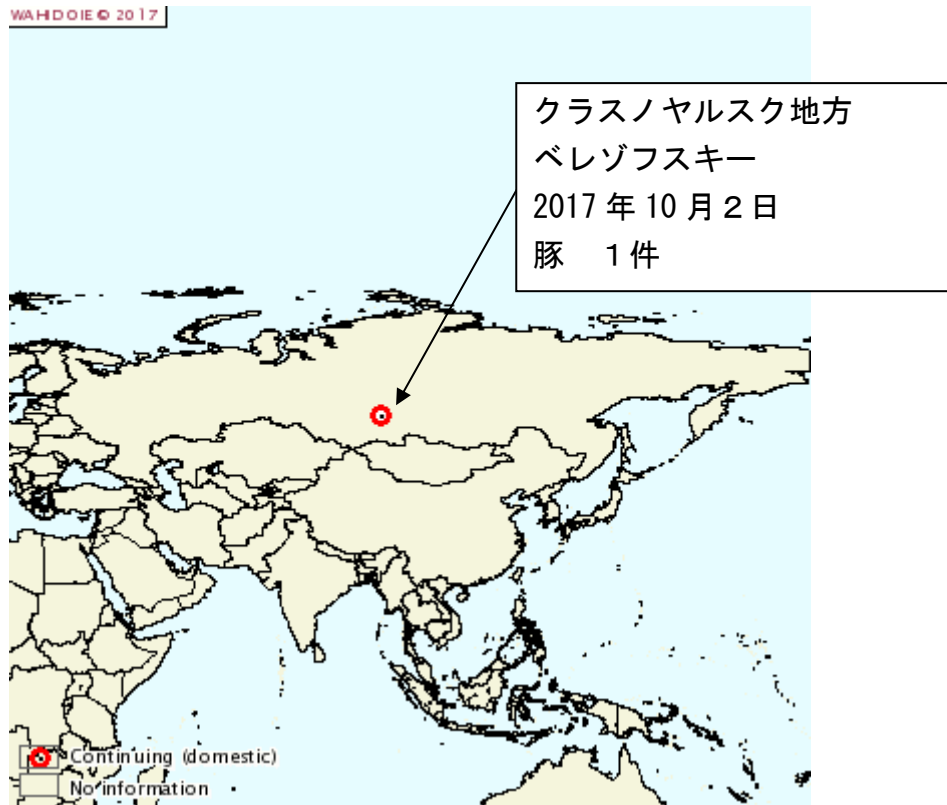 WAHID OIE © 2017
クラスノヤルスク地方
ベレゾフスキー
2017 年 10 月２日
豚　１件
Continuing (domestic)
No information